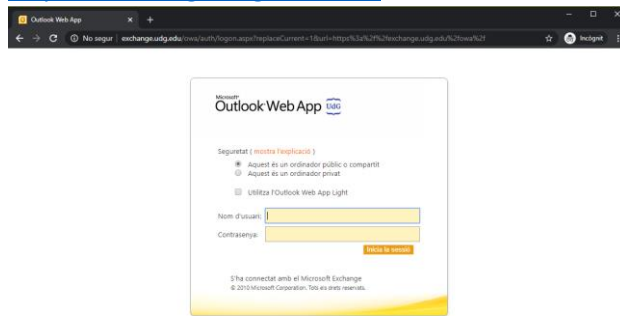 Outlook Web App
No segur | exchange.udg.edu/owa/auth/logon.aspx?replaceCurrent=1&url=https%3a%2f%2fexchange.udg.edu%2fowa%2f
Incògnit
Microsoft
Outlook Web App UdG
Seguretat ( mostra l'explicació )
Aquest és un ordinador públic o compartit
Aquest és un ordinador privat
Utilitza l'Outlook Web App Light
Nom d'usuari:
Contrasenya:
Inicia la sessió
S'ha connectat amb el Microsoft Exchange
© 2010 Microsoft Corporation. Tots els drets reservats.